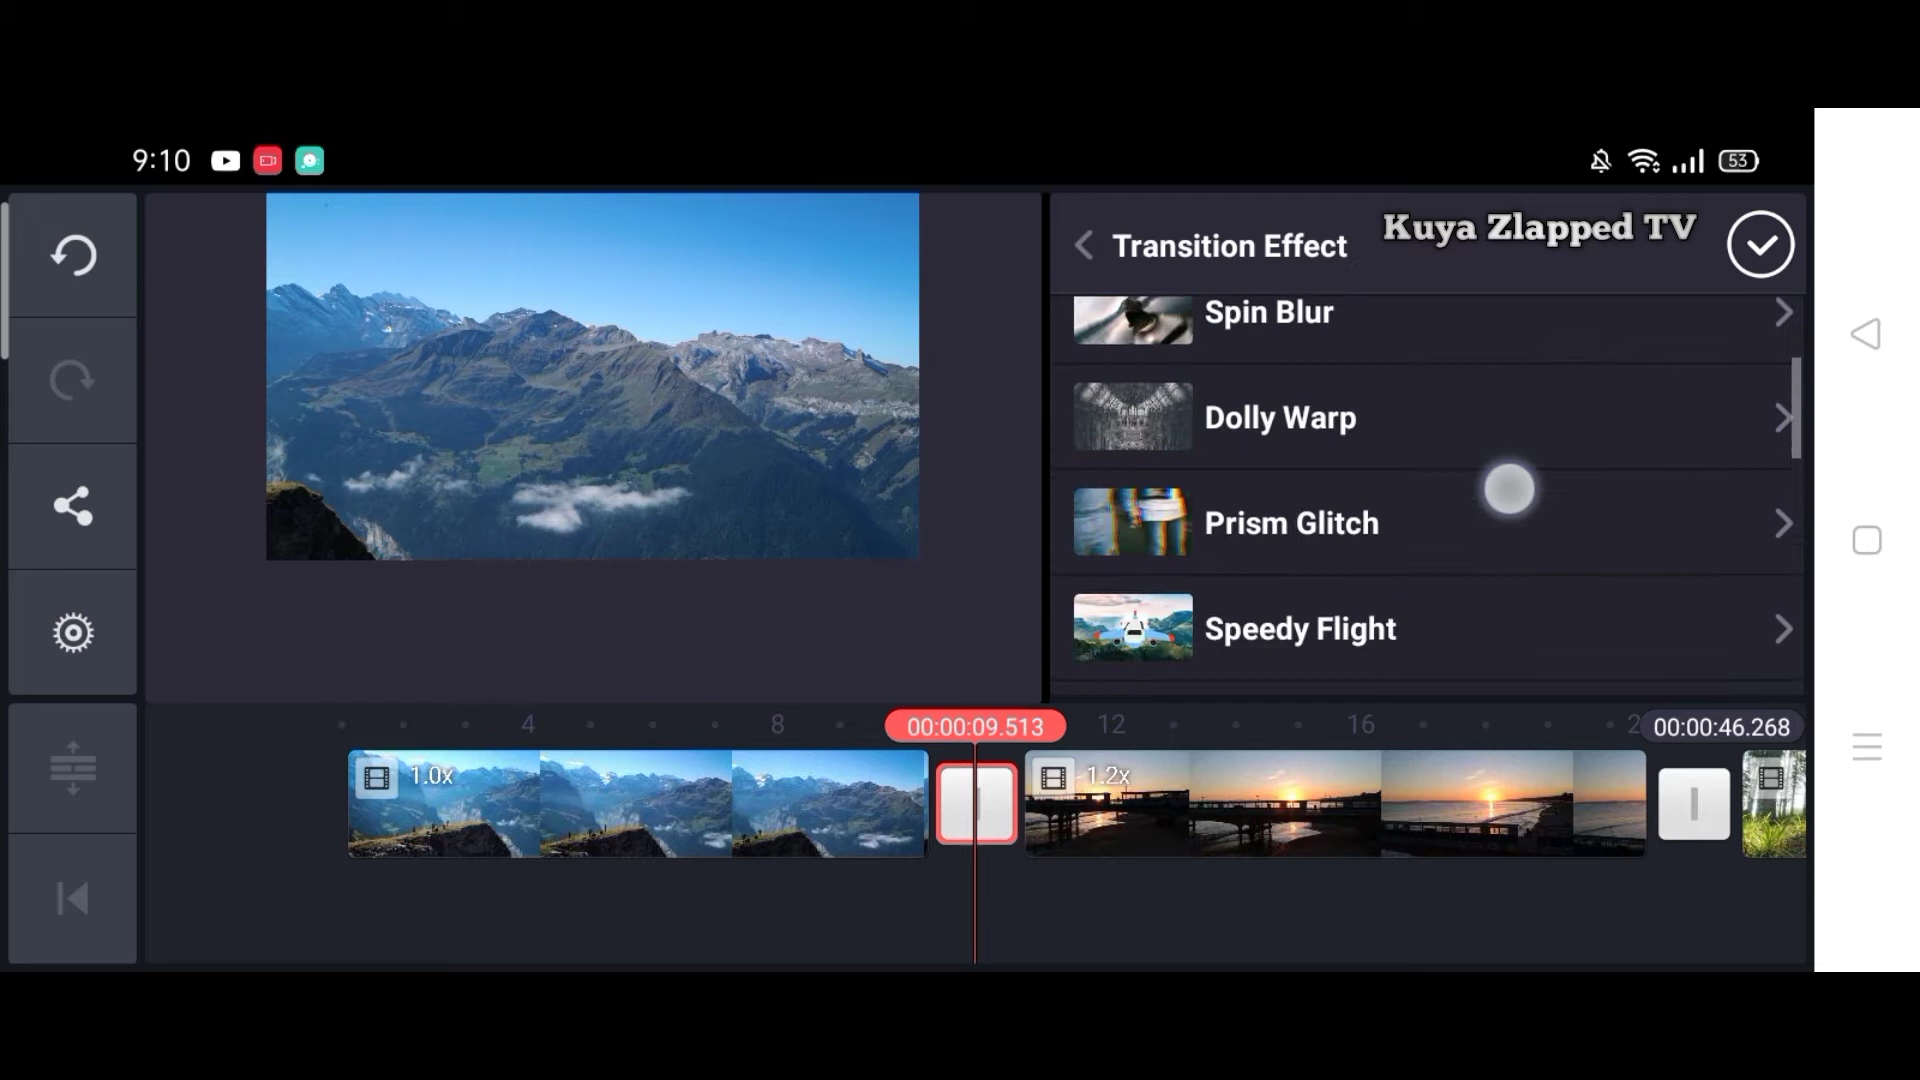 9:10
53
Transition Effect
Kuya Zlapped TV
Spin Blur
Dolly Warp
Prism Glitch
Speedy Flight
4
8
00:00:09.513
12
16
2
00:00:46.268
1.0x
1.2x